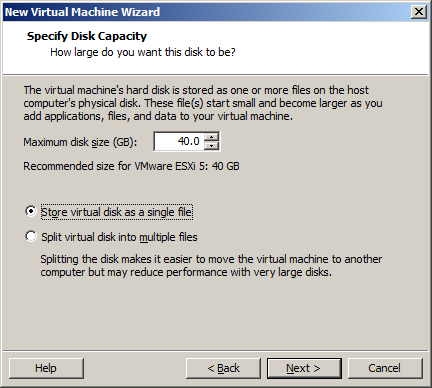 New Virtual Machine Wizard
Specify Disk Capacity
How large do you want this disk to be?
The virtual machine's hard disk is stored as one or more files on the host
computer's physical disk. These file(s) start small and become larger as you
add applications, files, and data to your virtual machine.
Maximum disk size (GB): 40.0
Recommended size for VMware ESXi 5: 40 GB
Store virtual disk as a single file
Split virtual disk into multiple files
Splitting the disk makes it easier to move the virtual machine to another
computer but may reduce performance with very large disks.
Help < Back Next > Cancel